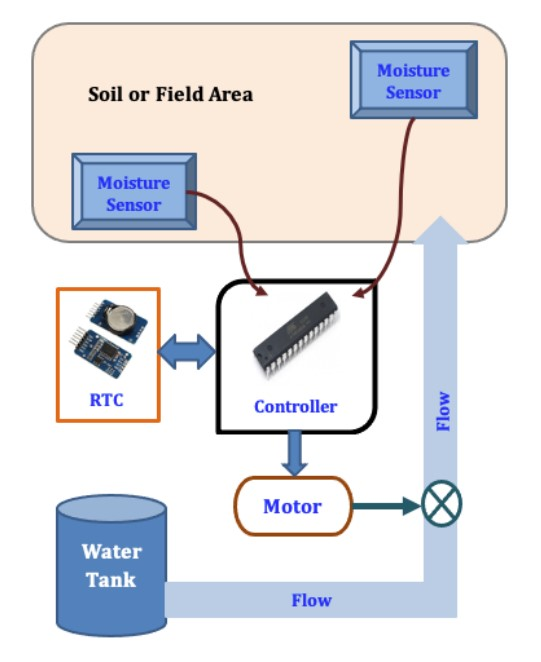 Soil or Field Area
Moisture
Sensor
Moisture
Sensor
RTC
Controller
Flow
Motor
Water
Tank
Flow